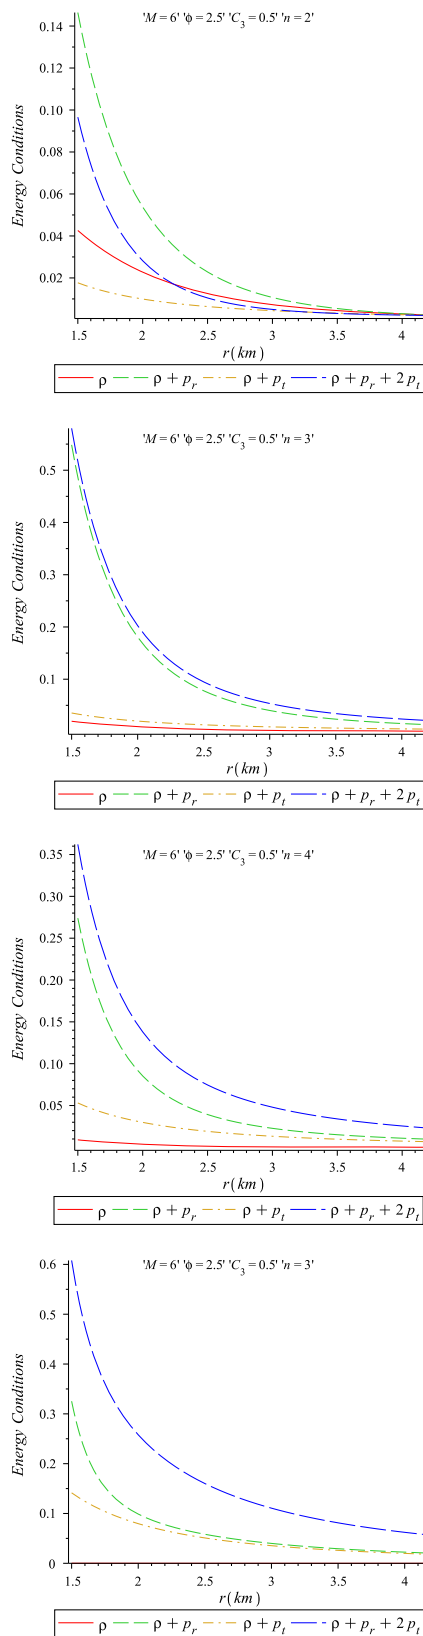 'M = 6' 'ϕ = 2.5' 'C₃ = 0.5' 'n = 2'
0.14
0.12
0.10
0.08
0.06
0.04
0.02
Energy Conditions
1.5 2 2.5 3 3.5 4
r(km)
ρ ρ + pᵣ ρ + pₜ ρ + pᵣ + 2 pₜ
'M = 6' 'ϕ = 2.5' 'C₃ = 0.5' 'n = 3'
0.5
0.4
0.3
0.2
0.1
Energy Conditions
1.5 2 2.5 3 3.5 4
r(km)
ρ ρ + pᵣ ρ + pₜ ρ + pᵣ + 2 pₜ
'M = 6' 'ϕ = 2.5' 'C₃ = 0.5' 'n = 4'
0.35
0.30
0.25
0.20
0.15
0.10
0.05
Energy Conditions
1.5 2 2.5 3 3.5 4
r(km)
ρ ρ + pᵣ ρ + pₜ ρ + pᵣ + 2 pₜ
'M = 6' 'ϕ = 2.5' 'C₃ = 0.5' 'n = 3'
0.6
0.5
0.4
0.3
0.2
0.1
0
Energy Conditions
1.5 2 2.5 3 3.5 4
r(km)
ρ ρ + pᵣ ρ + pₜ ρ + pᵣ + 2 pₜ